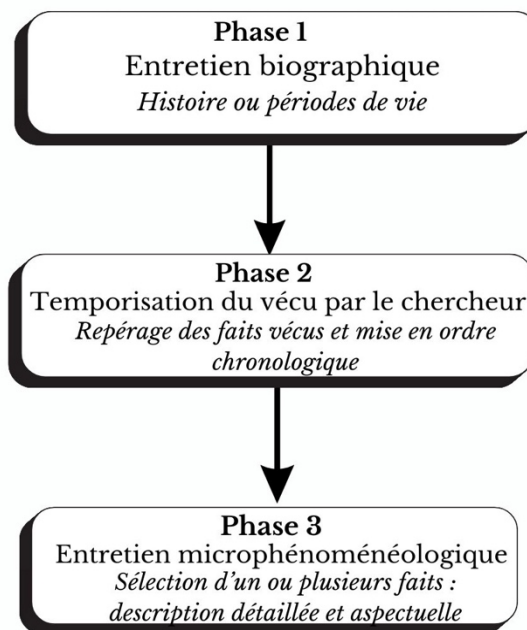 Phase 1
Entretien biographique
Histoire ou périodes de vie
Phase 2
Temporisation du vécu par le chercheur
Repérage des faits vécus et mise en ordre
chronologique
Phase 3
Entretien microphénoménologique
Sélection d'un ou plusieurs faits :
description détaillée et aspectuelle